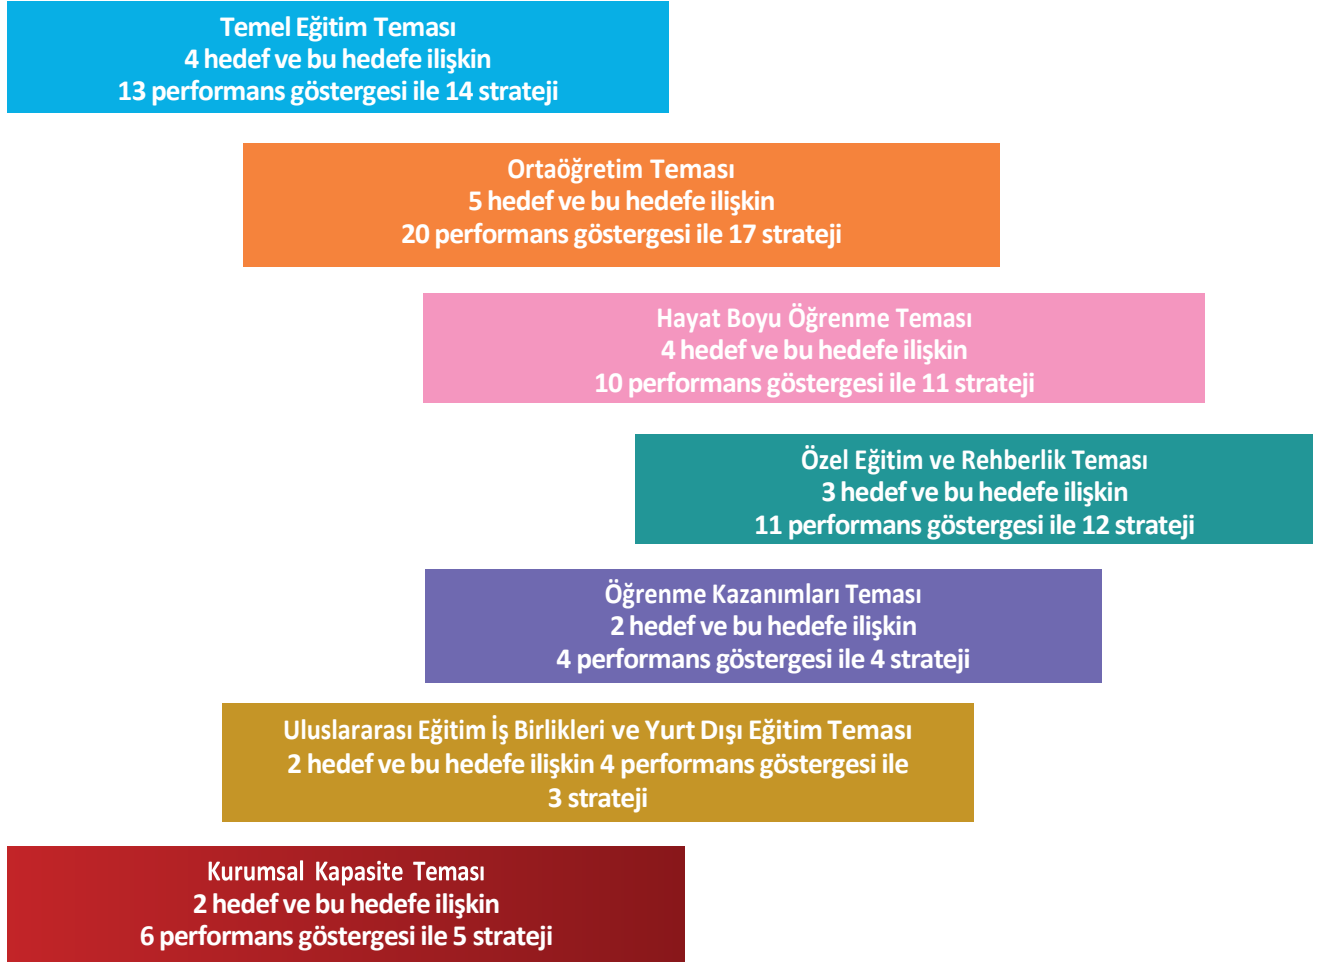 Temel Eğitim Teması
4 hedef ve bu hedefe ilişkin
13 performans göstergesi ile 14 strateji
Ortaöğretim Teması
5 hedef ve bu hedefe ilişkin
20 performans göstergesi ile 17 strateji
Hayat Boyu Öğrenme Teması
4 hedef ve bu hedefe ilişkin
10 performans göstergesi ile 11 strateji
Özel Eğitim ve Rehberlik Teması
3 hedef ve bu hedefe ilişkin
11 performans göstergesi ile 12 strateji
Öğrenme Kazanımları Teması
2 hedef ve bu hedefe ilişkin
4 performans göstergesi ile 4 strateji
Uluslararası Eğitim İş Birlikleri ve Yurt Dışı Eğitim Teması
2 hedef ve bu hedefe ilişkin 4 performans göstergesi ile
3 strateji
Kurumsal Kapasite Teması
2 hedef ve bu hedefe ilişkin
6 performans göstergesi ile 5 strateji